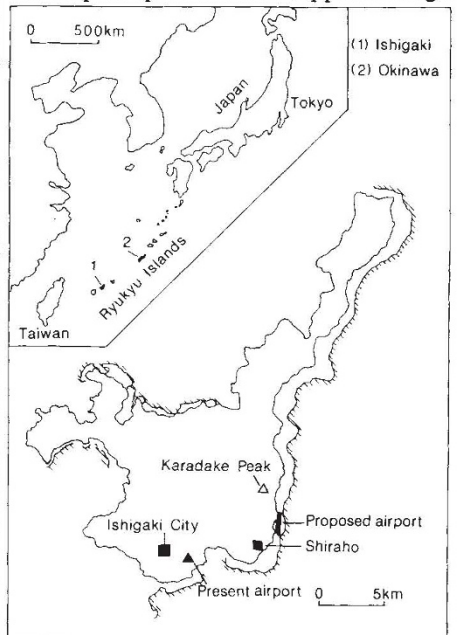 0 500km
(1) Ishigaki
(2) Okinawa
Japan
Tokyo
2
1
Ryukyu Islands
Taiwan
Karadake Peak
Proposed airport
Ishigaki City
Shiraho
Present airport
0 5km